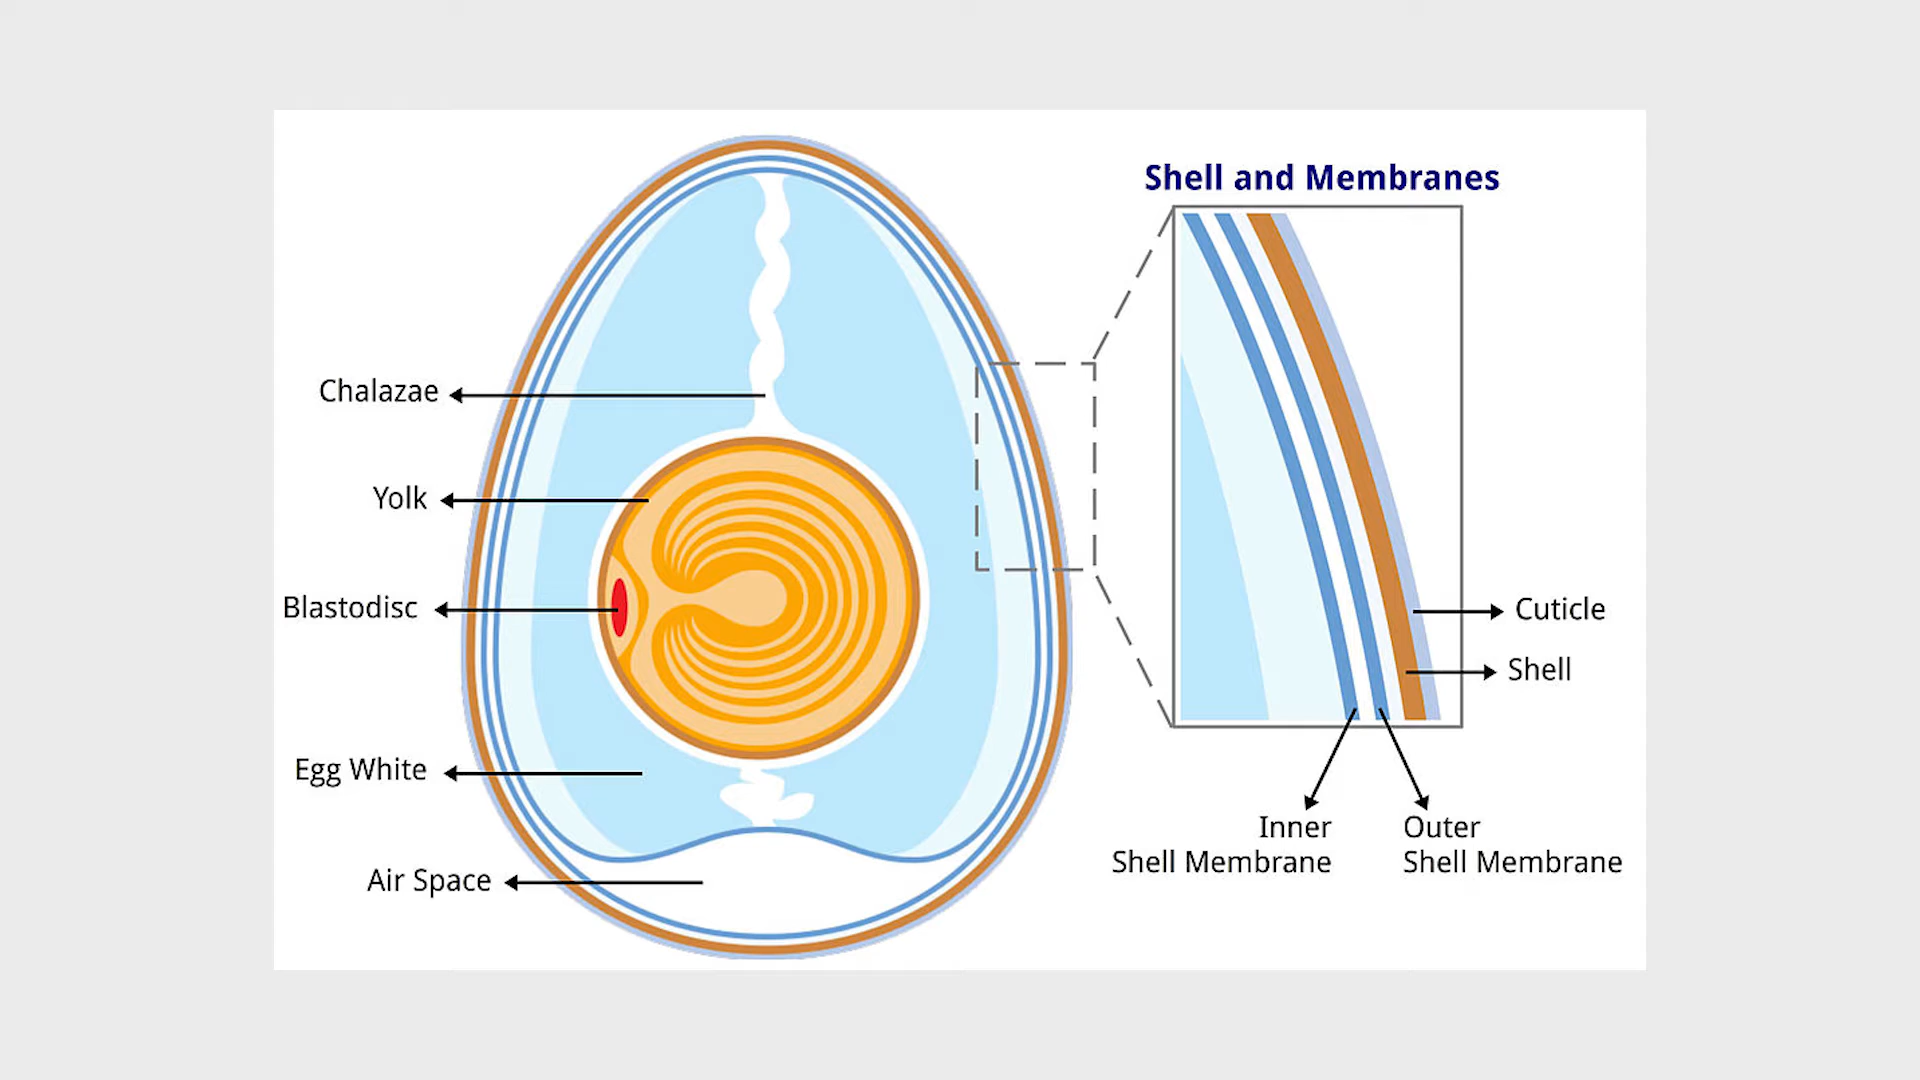 Shell and Membranes
Chalazae
Yolk
Blastodisc
Egg White
Air Space
Cuticle
Shell
Inner
Shell Membrane
Outer
Shell Membrane